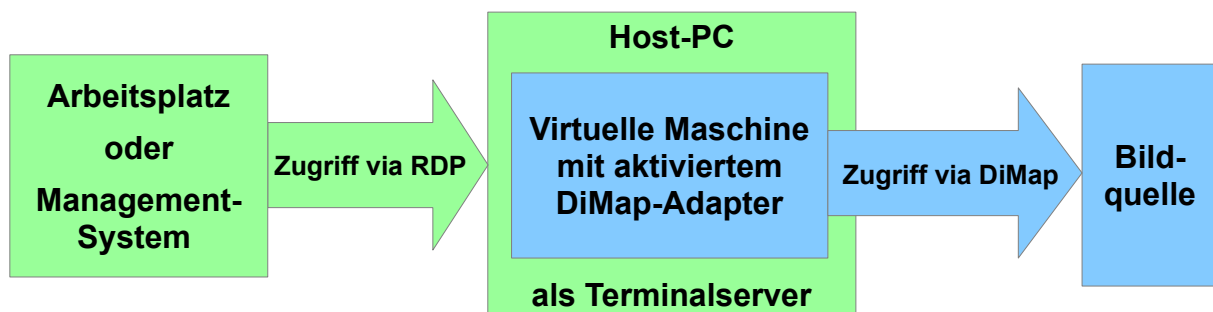 Arbeitsplatz
oder
Management-
System
Zugriff via RDP
Host-PC
Virtuelle Maschine
mit aktiviertem
DiMap-Adapter
als Terminalserver
Zugriff via DiMap
Bild-
quelle